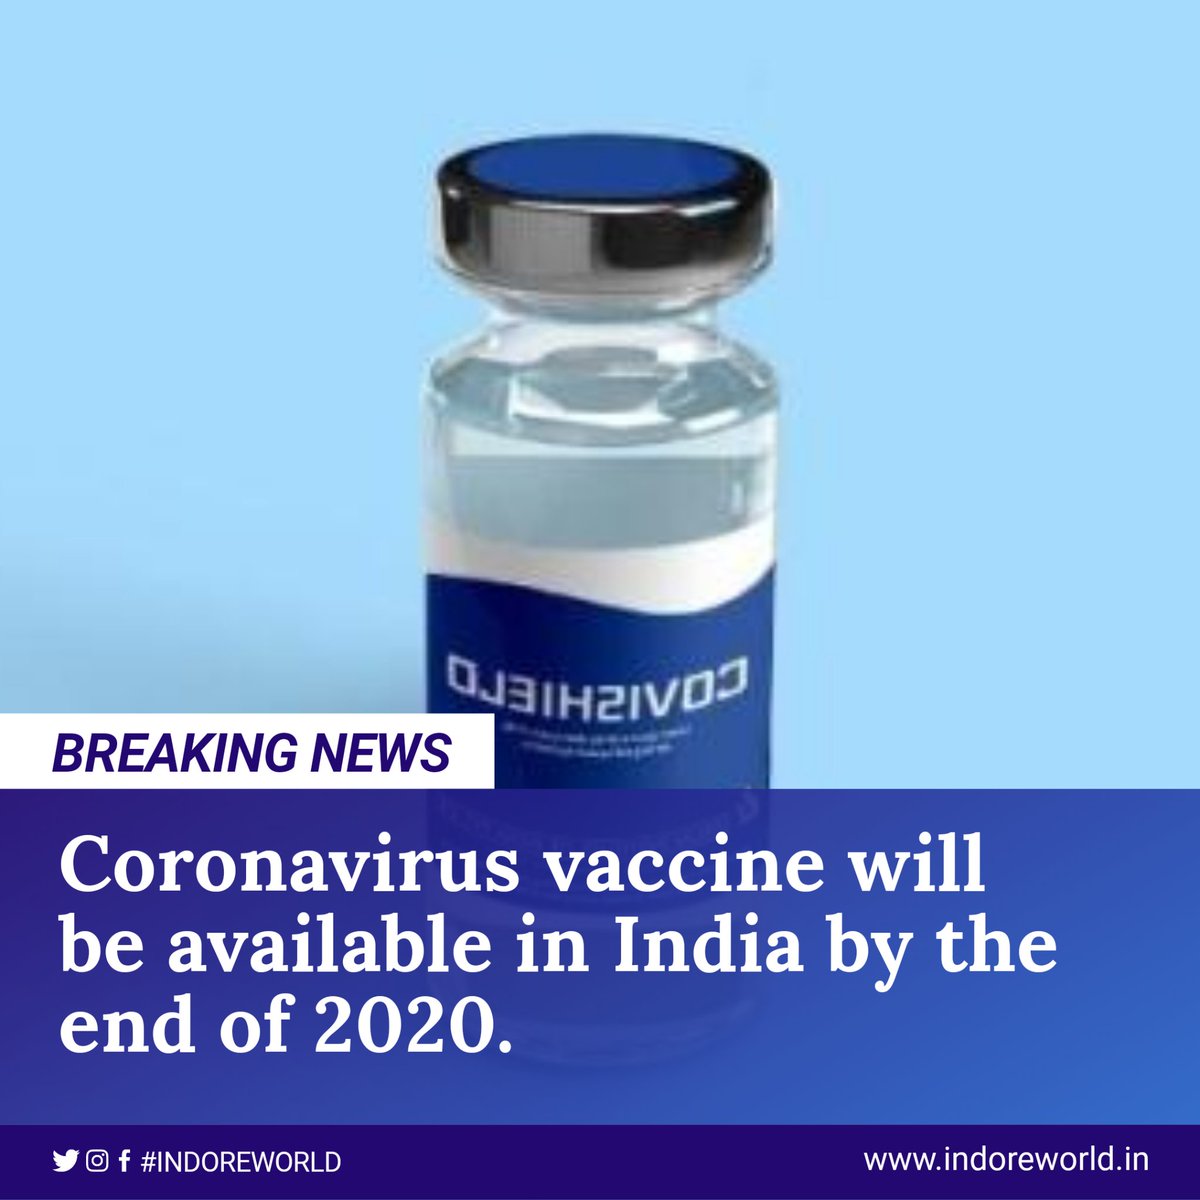 COVISHIELD
BREAKING NEWS
Coronavirus vaccine will
be available in India by the
end of 2020.
#INDOREWORLD
www.indoreworld.in